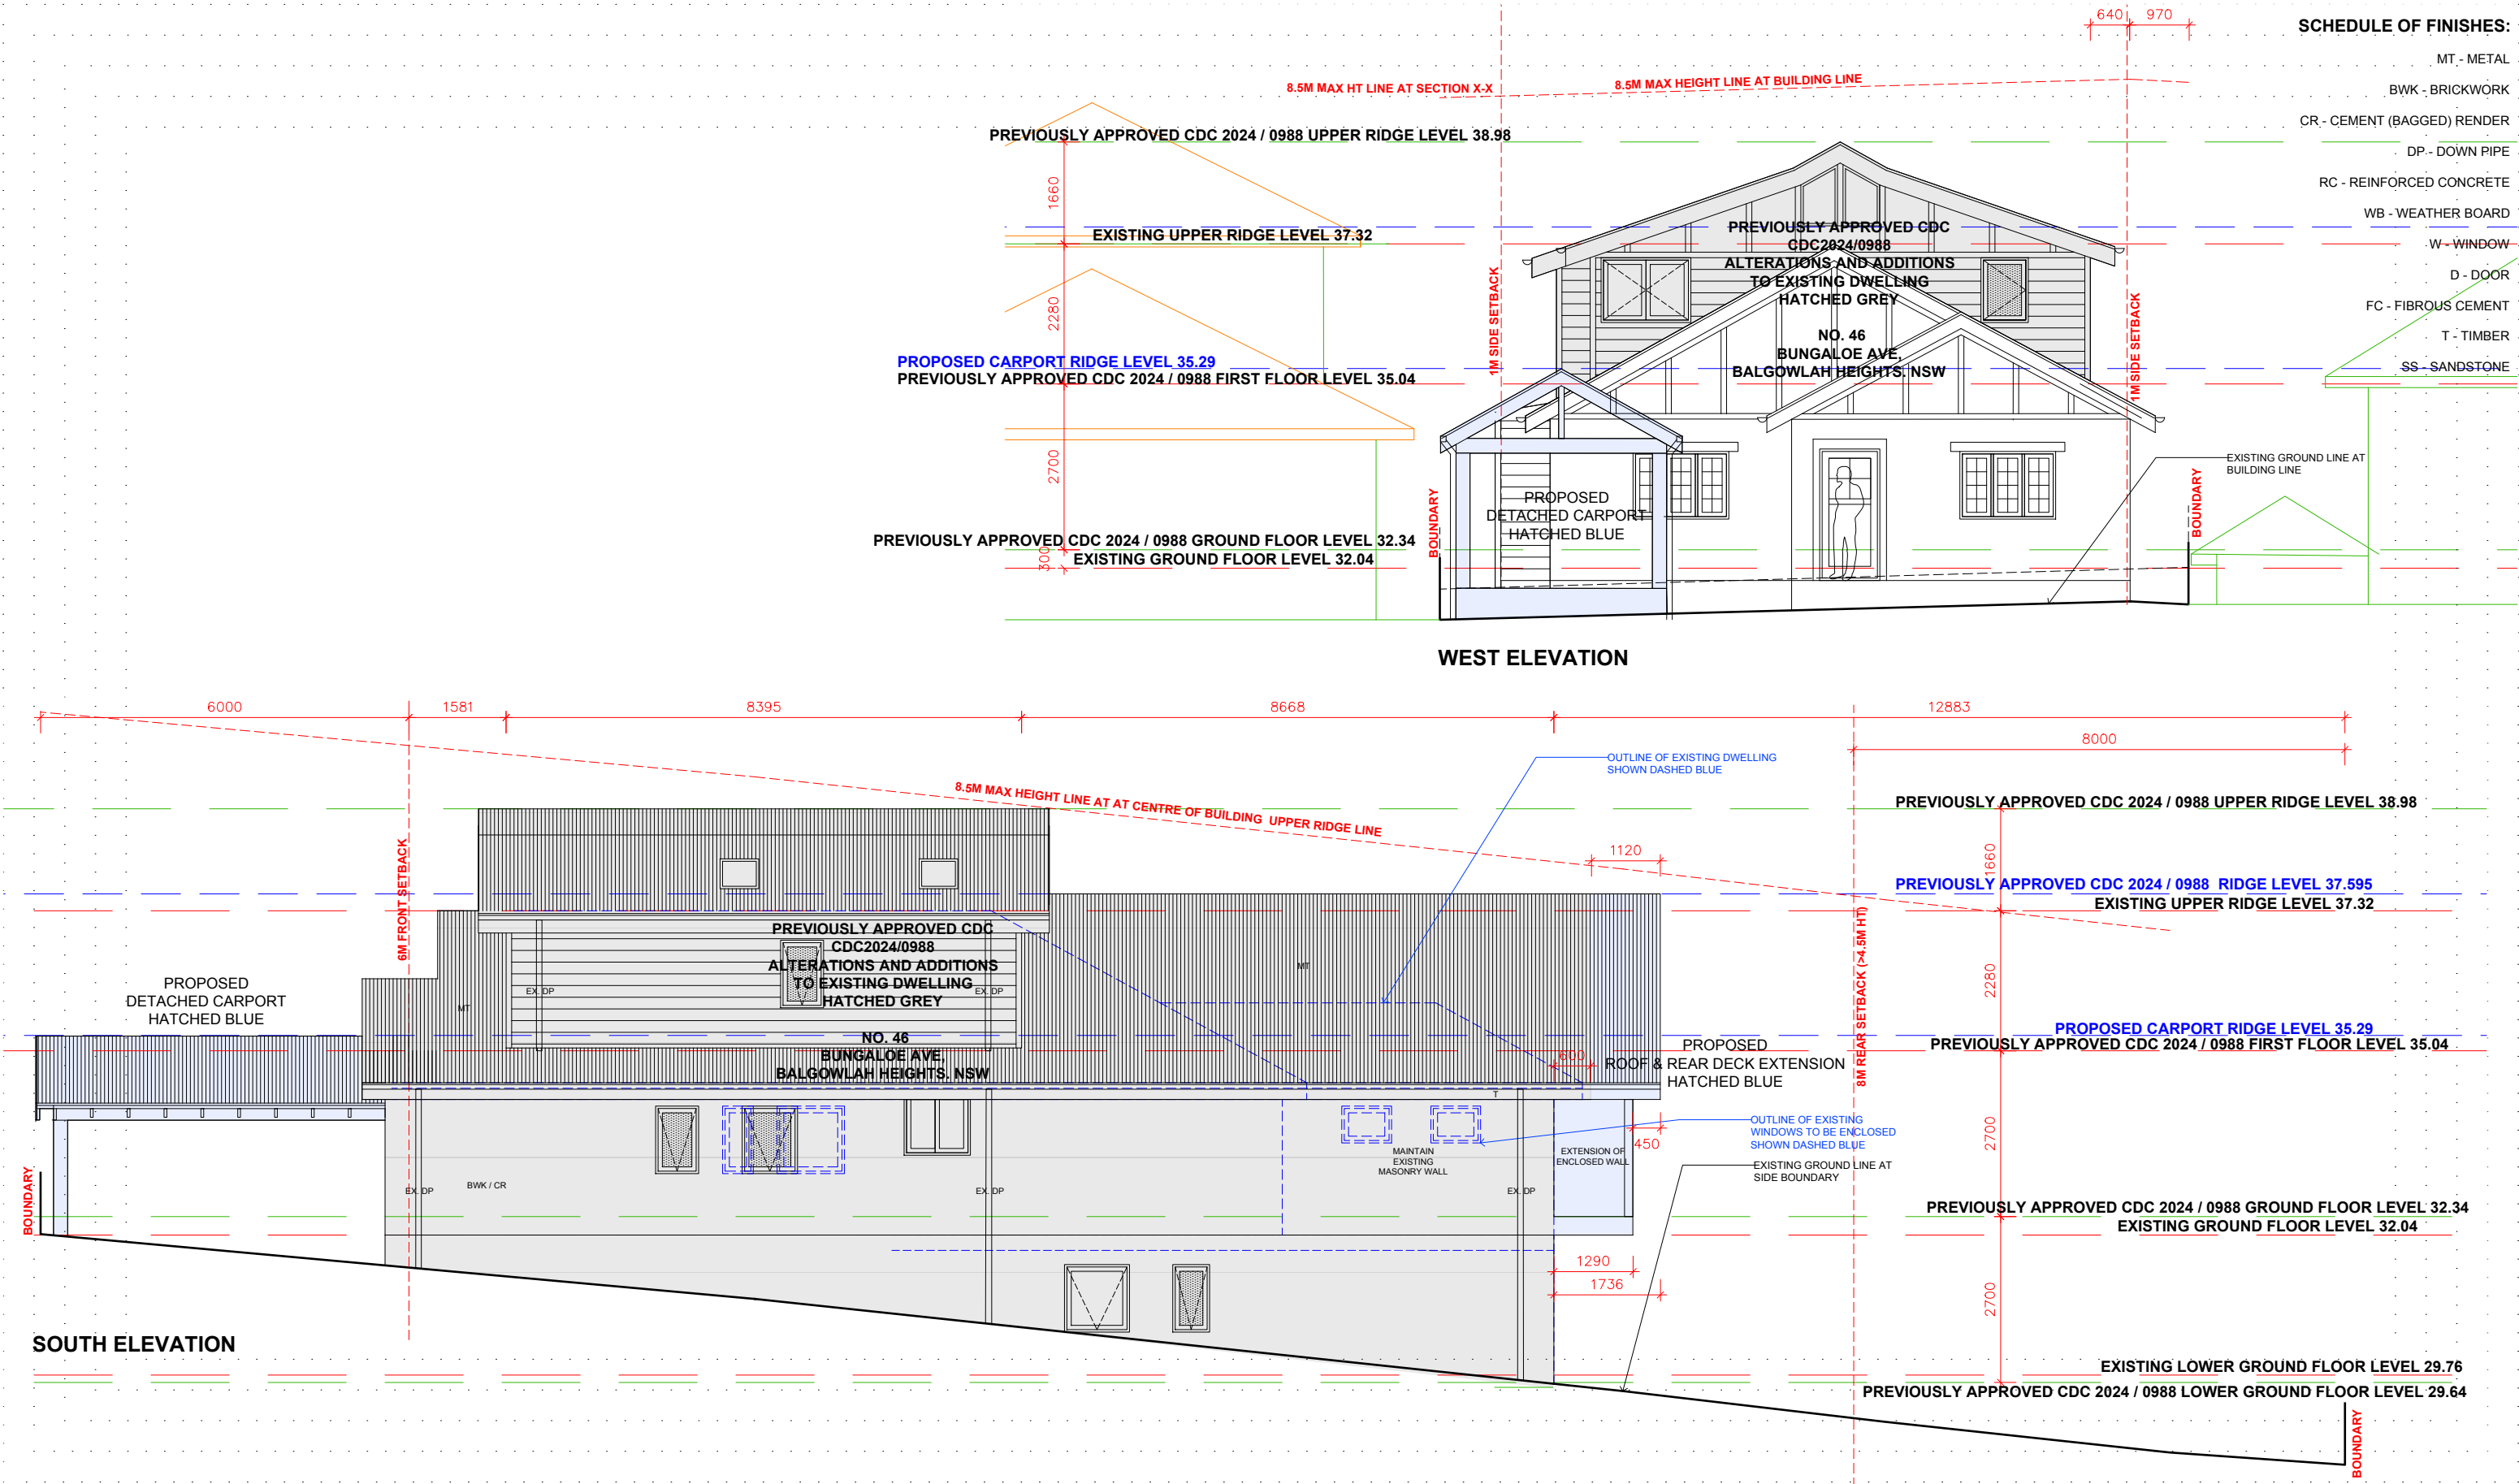 640
970
SCHEDULE OF FINISHES:
MT - METAL
BWK - BRICKWORK
CR - CEMENT (BAGGED) RENDER
DP - DOWN PIPE
RC - REINFORCED CONCRETE
WB - WEATHER BOARD
W - WINDOW
D - DOOR
FC - FIBROUS CEMENT
T - TIMBER
SS - SANDSTONE
8.5M MAX HT LINE AT SECTION X-X
8.5M MAX HEIGHT LINE AT BUILDING LINE
PREVIOUSLY APPROVED CDC 2024 / 0988 UPPER RIDGE LEVEL 38.98
1660
EXISTING UPPER RIDGE LEVEL 37.32
2280
PROPOSED CARPORT RIDGE LEVEL 35.29
PREVIOUSLY APPROVED CDC 2024 / 0988 FIRST FLOOR LEVEL 35.04
2700
PREVIOUSLY APPROVED CDC 2024 / 0988 GROUND FLOOR LEVEL 32.34
300
EXISTING GROUND FLOOR LEVEL 32.04
1M SIDE SETBACK
PREVIOUSLY APPROVED CDC
CDC2024/0988
ALTERATIONS AND ADDITIONS
TO EXISTING DWELLING
HATCHED GREY
NO. 46
BUNGALOE AVE,
BALGOWLAH HEIGHTS. NSW
1M SIDE SETBACK
BOUNDARY
PROPOSED
DETACHED CARPORT
HATCHED BLUE
EXISTING GROUND LINE AT
BUILDING LINE
BOUNDARY
WEST ELEVATION
6000
1581
8395
8668
12883
8000
OUTLINE OF EXISTING DWELLING
SHOWN DASHED BLUE
8.5M MAX HEIGHT LINE AT AT CENTRE OF BUILDING UPPER RIDGE LINE
PREVIOUSLY APPROVED CDC 2024 / 0988 UPPER RIDGE LEVEL 38.98
1120
1660
6M FRONT SETBACK
PREVIOUSLY APPROVED CDC 2024 / 0988 RIDGE LEVEL 37.595
EXISTING UPPER RIDGE LEVEL 37.32
PREVIOUSLY APPROVED CDC
CDC2024/0988
ALTERATIONS AND ADDITIONS
TO EXISTING DWELLING
HATCHED GREY
NO. 46
BUNGALOE AVE,
BALGOWLAH HEIGHTS. NSW
MT
EX. DP
EX. DP
MT
PROPOSED
DETACHED CARPORT
HATCHED BLUE
8M REAR SETBACK (>4.5M HT)
2280
PROPOSED CARPORT RIDGE LEVEL 35.29
PREVIOUSLY APPROVED CDC 2024 / 0988 FIRST FLOOR LEVEL 35.04
600
PROPOSED
ROOF & REAR DECK EXTENSION
HATCHED BLUE
T
OUTLINE OF EXISTING
WINDOWS TO BE ENCLOSED
SHOWN DASHED BLUE
450
2700
MAINTAIN
EXISTING
MASONRY WALL
EXTENSION OF
ENCLOSED WALL
EXISTING GROUND LINE AT
SIDE BOUNDARY
BOUNDARY
EX. DP
BWK / CR
EX. DP
EX. DP
PREVIOUSLY APPROVED CDC 2024 / 0988 GROUND FLOOR LEVEL 32.34
EXISTING GROUND FLOOR LEVEL 32.04
1290
1736
2700
SOUTH ELEVATION
EXISTING LOWER GROUND FLOOR LEVEL 29.76
PREVIOUSLY APPROVED CDC 2024 / 0988 LOWER GROUND FLOOR LEVEL 29.64
BOUNDARY